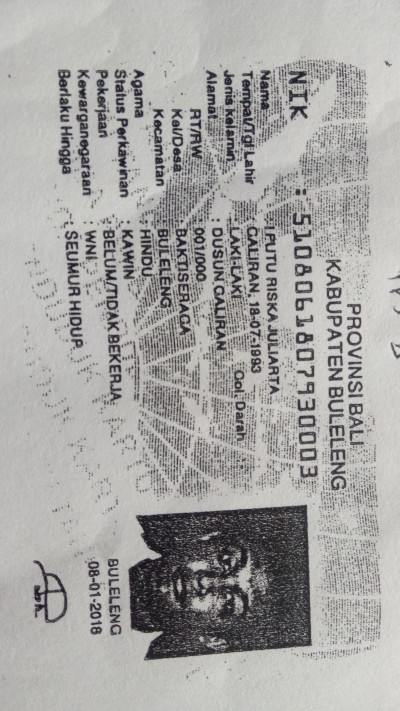 PROVINSI BALI
KABUPATEN BULELENG
NIK : 5108061807930003
Nama : I PUTU RISKA JULIARTA
Tempat/Tgl Lahir : GALIRAN, 18-07-1993
Jenis kelamin : LAKI-LAKI Gol. Darah :
Alamat : DUSUN GALIRAN
RT/RW : 001/000
Kel/Desa : BAKTISERAGA
Kecamatan : BULELENG
Agama : HINDU
Status Perkawinan : KAWIN
Pekerjaan : BELUM/TIDAK BEKERJA
Kewarganegaraan : WNI
Berlaku Hingga : SEUMUR HIDUP
BULELENG
08-01-2018